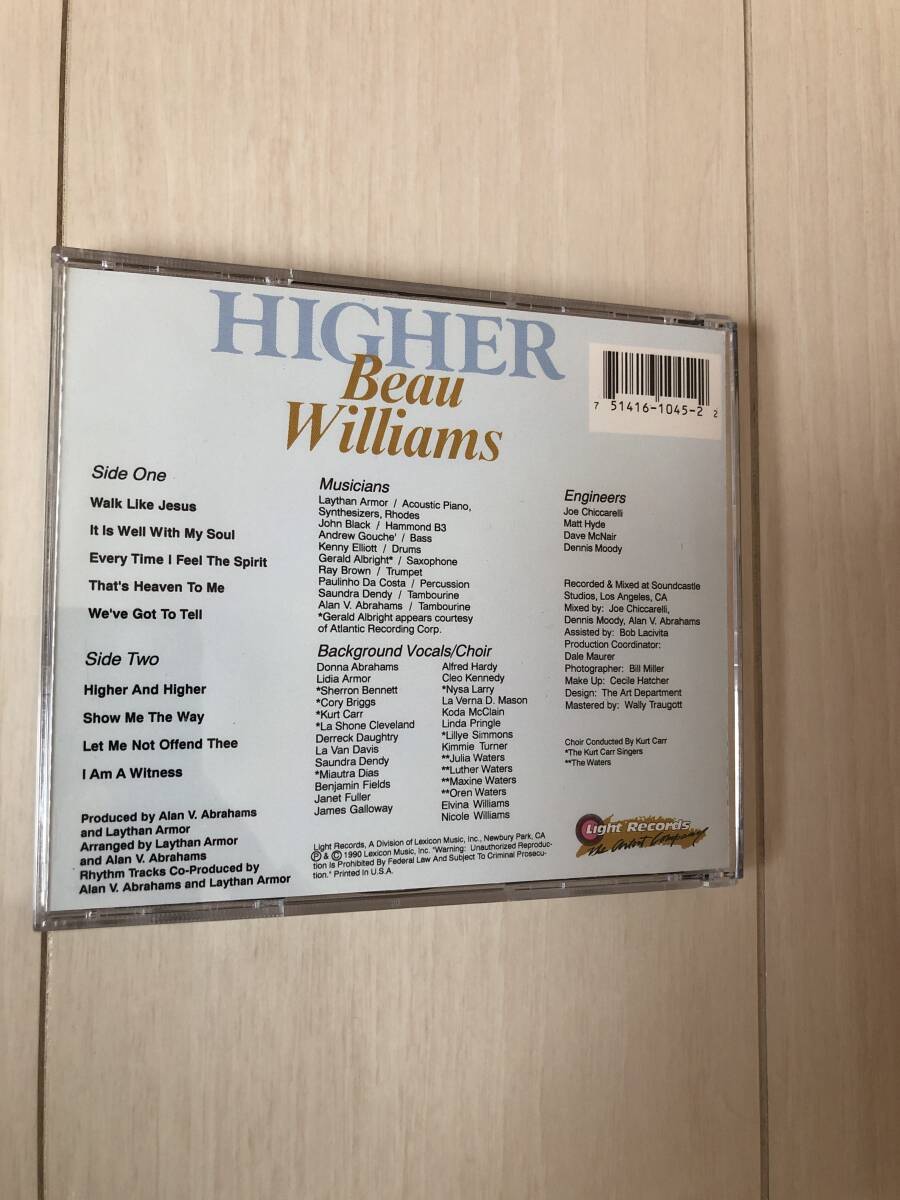 HIGHER
Beau
Williams
7 51416-1045-2 2
Side One
Walk Like Jesus
It Is Well With My Soul
Every Time I Feel The Spirit
That's Heaven To Me
We've Got To Tell
Side Two
Higher And Higher
Show Me The Way
Let Me Not Offend Thee
I Am A Witness
Produced by Alan V. Abrahams
and Laythan Armor
Arranged by Laythan Armor
and Alan V. Abrahams
Rhythm Tracks Co-Produced by
Alan V. Abrahams and Laythan Armor
Musicians
Laythan Armor / Acoustic Piano,
Synthesizers, Rhodes
John Black / Hammond B3
Andrew Gouche' / Bass
Kenny Elliott / Drums
Gerald Albright* / Saxophone
Ray Brown / Trumpet
Paulinho Da Costa / Percussion
Saundra Dendy / Tambourine
Alan V. Abrahams / Tambourine
*Gerald Albright appears courtesy
of Atlantic Recording Corp.
Background Vocals/Choir
Donna Abrahams
Lidia Armor
*Sherron Bennett
*Cory Briggs
*Kurt Carr
*La Shone Cleveland
Derreck Daughtry
La Van Davis
Saundra Dendy
*Miautra Dias
Benjamin Fields
Janet Fuller
James Galloway
Alfred Hardy
Cleo Kennedy
*Nysa Larry
La Verna D. Mason
Koda McClain
Linda Pringle
*Lillye Simmons
Kimmie Turner
**Julia Waters
**Luther Waters
**Maxine Waters
**Oren Waters
Elvina Williams
Nicole Williams
Light Records, A Division of Lexicon Music, Inc., Newbury Park, CA
℗ & © 1990 Lexicon Music, Inc. "Warning: Unauthorized Reproduc-
tion Is Prohibited By Federal Law And Subject To Criminal Prosecu-
tion." Printed In U.S.A.
Engineers
Joe Chiccarelli
Matt Hyde
Dave McNair
Dennis Moody
Recorded & Mixed at Soundcastle
Studios, Los Angeles, CA
Mixed by: Joe Chiccarelli,
Dennis Moody, Alan V. Abrahams
Assisted by: Bob Lacivita
Production Coordinator:
Dale Maurer
Photographer: Bill Miller
Make Up: Cecile Hatcher
Design: The Art Department
Mastered by: Wally Traugott
Choir Conducted By Kurt Carr
*The Kurt Carr Singers
**The Waters
Light Records
The Artist Company